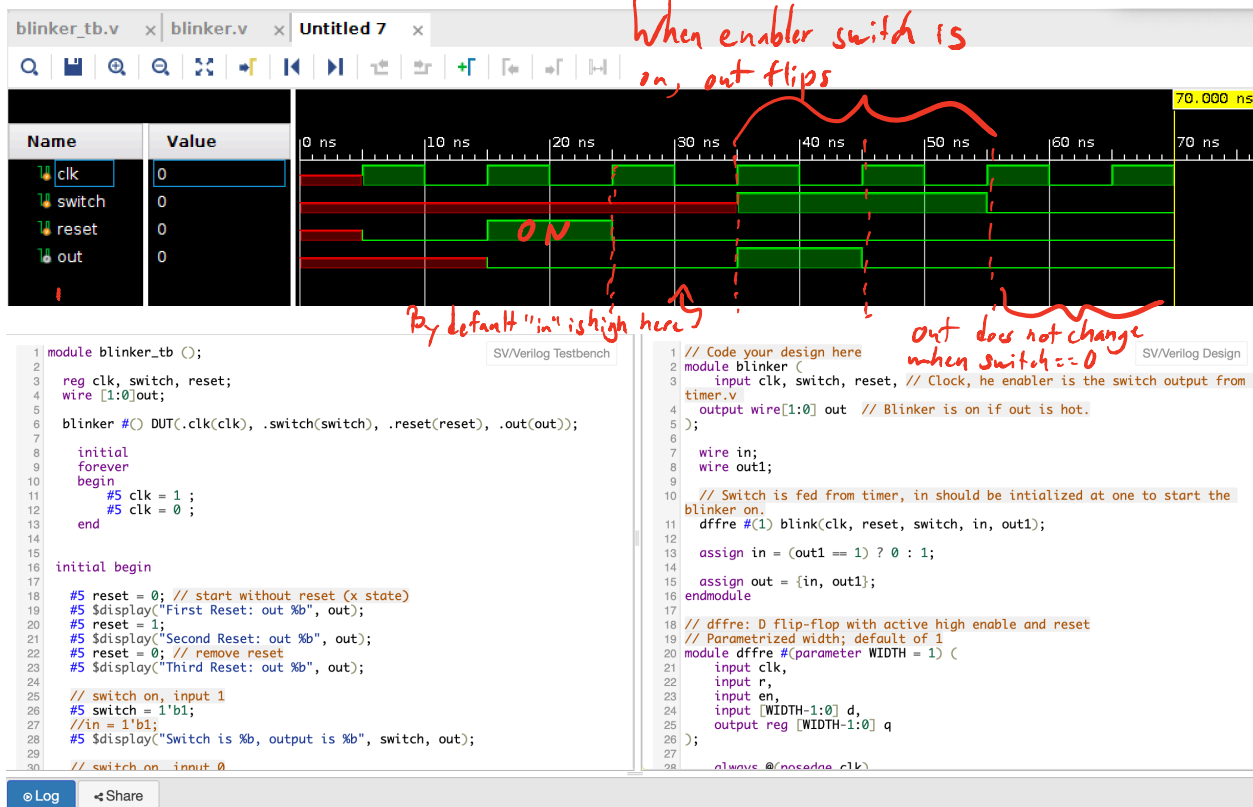 blinker_tb.v × blinker.v × Untitled 7 ×
When enabler switch is
on, out flips
70.000 ns
Name Value
0 ns 10 ns 20 ns 30 ns 40 ns 50 ns 60 ns 70 ns
clk 0
switch 0
reset 0
out 0
ON
By default "in" is high here
out does not change
when switch == 0
SV/Verilog Testbench
1 module blinker_tb ();
2
3 reg clk, switch, reset;
4 wire [1:0]out;
5
6 blinker #() DUT(.clk(clk), .switch(switch), .reset(reset), .out(out));
7
8 initial
9 forever
10 begin
11 #5 clk = 1 ;
12 #5 clk = 0 ;
13 end
14
15
16 initial begin
17
18 #5 reset = 0; // start without reset (x state)
19 #5 $display("First Reset: out %b", out);
20 #5 reset = 1;
21 #5 $display("Second Reset: out %b", out);
22 #5 reset = 0; // remove reset
23 #5 $display("Third Reset: out %b", out);
24
25 // switch on, input 1
26 #5 switch = 1'b1;
27 //in = 1'b1;
28 #5 $display("Switch is %b, output is %b", switch, out);
29
30 // switch on, input 0
SV/Verilog Design
1 // Code your design here
2 module blinker (
3 input clk, switch, reset, // Clock, he enabler is the switch output from
timer.v
4 output wire[1:0] out // Blinker is on if out is hot.
5 );
6
7 wire in;
8 wire out1;
9
10 // Switch is fed from timer, in should be intialized at one to start the
blinker on.
11 dffre #(1) blink(clk, reset, switch, in, out1);
12
13 assign in = (out1 == 1) ? 0 : 1;
14
15 assign out = {in, out1};
16 endmodule
17
18 // dffre: D flip-flop with active high enable and reset
19 // Parametrized width; default of 1
20 module dffre #(parameter WIDTH = 1) (
21 input clk,
22 input r,
23 input en,
24 input [WIDTH-1:0] d,
25 output reg [WIDTH-1:0] q
26 );
27
28 always @(posedge clk)
Log Share